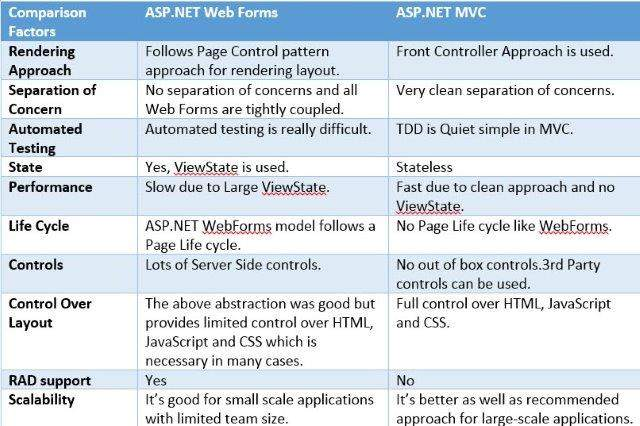 Comparison Factors ASP.NET Web Forms ASP.NET MVC
Rendering Approach Follows Page Control pattern approach for rendering layout. Front Controller Approach is used.
Separation of Concern No separation of concerns and all Web Forms are tightly coupled. Very clean separation of concerns.
Automated Testing Automated testing is really difficult. TDD is Quiet simple in MVC.
State Yes, ViewState is used. Stateless
Performance Slow due to Large ViewState. Fast due to clean approach and no ViewState.
Life Cycle ASP.NET WebForms model follows a Page Life cycle. No Page Life cycle like WebForms.
Controls Lots of Server Side controls. No out of box controls.3rd Party controls can be used.
Control Over Layout The above abstraction was good but provides limited control over HTML, JavaScript and CSS which is necessary in many cases. Full control over HTML, JavaScript and CSS.
RAD support Yes No
Scalability It's good for small scale applications with limited team size. It's better as well as recommended approach for large-scale applications.